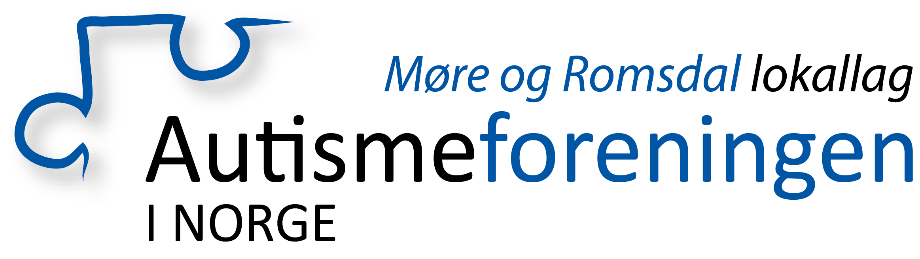 Møre og Romsdal lokallag
Autismeforeningen
I NORGE